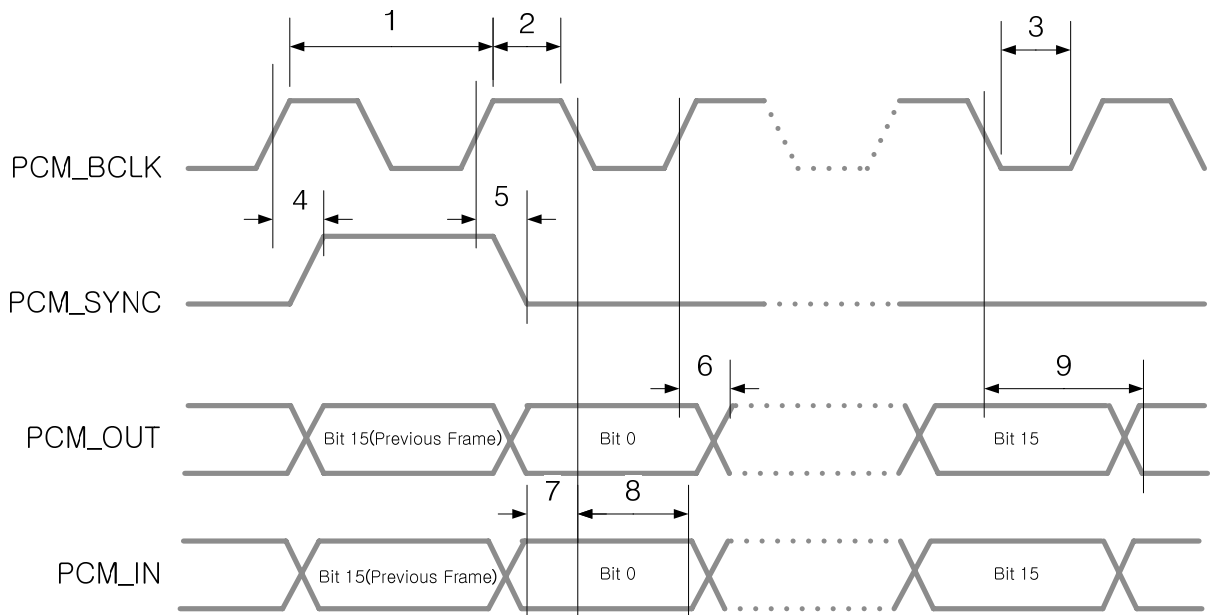 1
2
3
PCM_BCLK
4
5
PCM_SYNC
6
9
PCM_OUT
Bit 15(Previous Frame)
Bit 0
Bit 15
7
8
PCM_IN
Bit 15(Previous Frame)
Bit 0
Bit 15